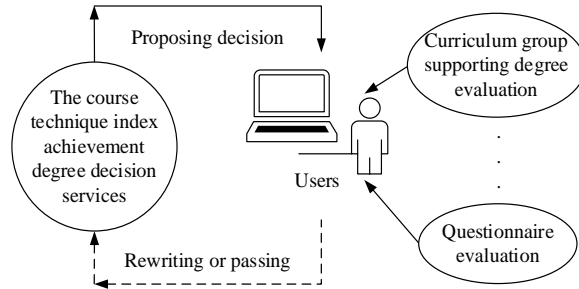 Proposing decision
The course
technique index
achievement
degree decision
services
Users
Rewriting or passing
Curriculum group
supporting degree
evaluation
.
.
.
Questionnaire
evaluation